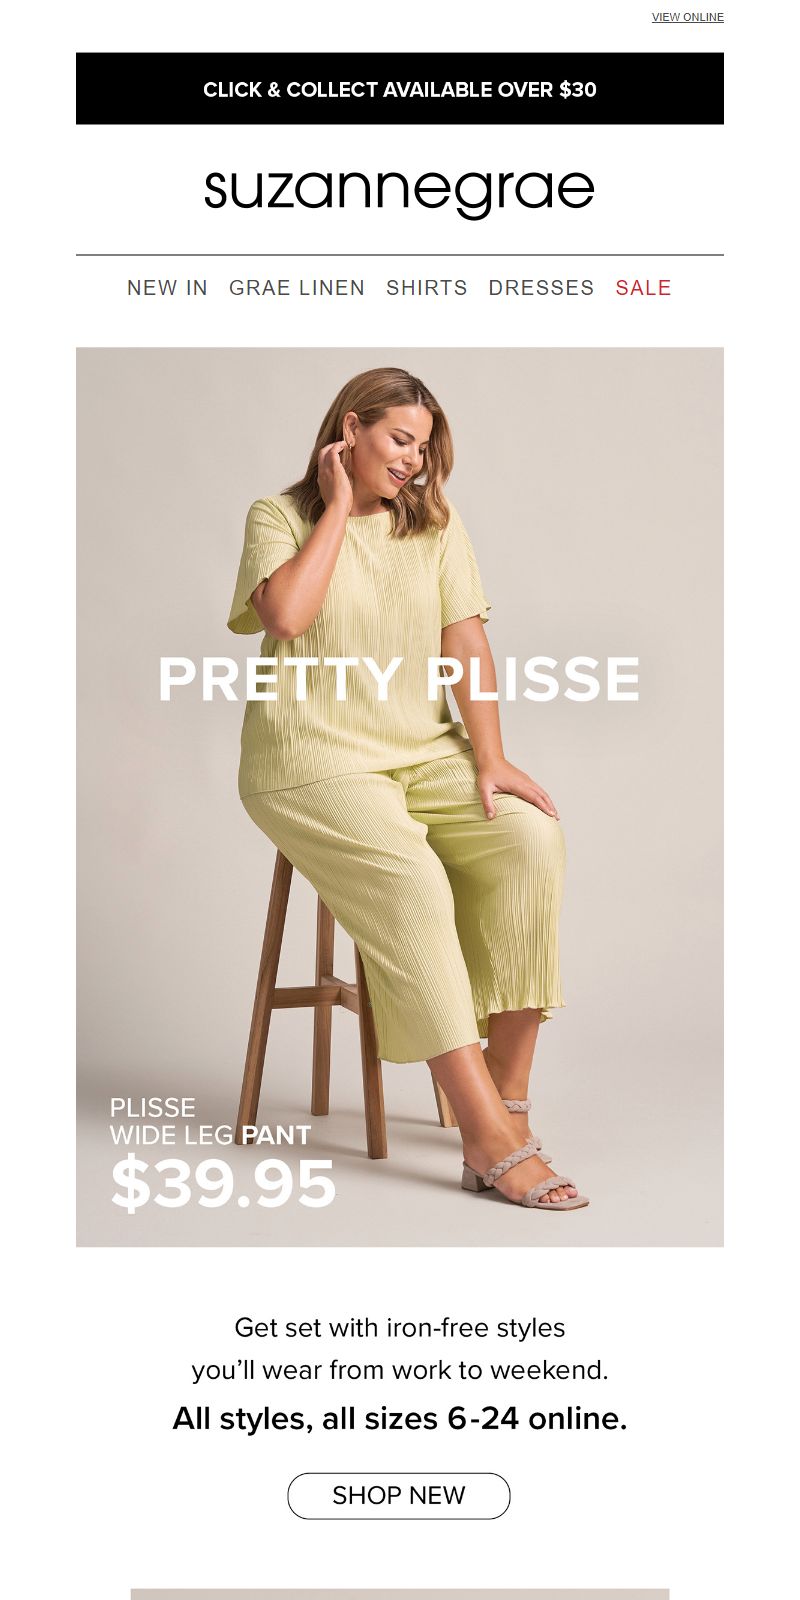 VIEW ONLINE
CLICK & COLLECT AVAILABLE OVER $30
suzannegrae
NEW IN GRAE LINEN SHIRTS DRESSES SALE
PRETTY PLISSE
PLISSE
WIDE LEG PANT
$39.95
Get set with iron-free styles
you'll wear from work to weekend.
All styles, all sizes 6-24 online.
SHOP NEW